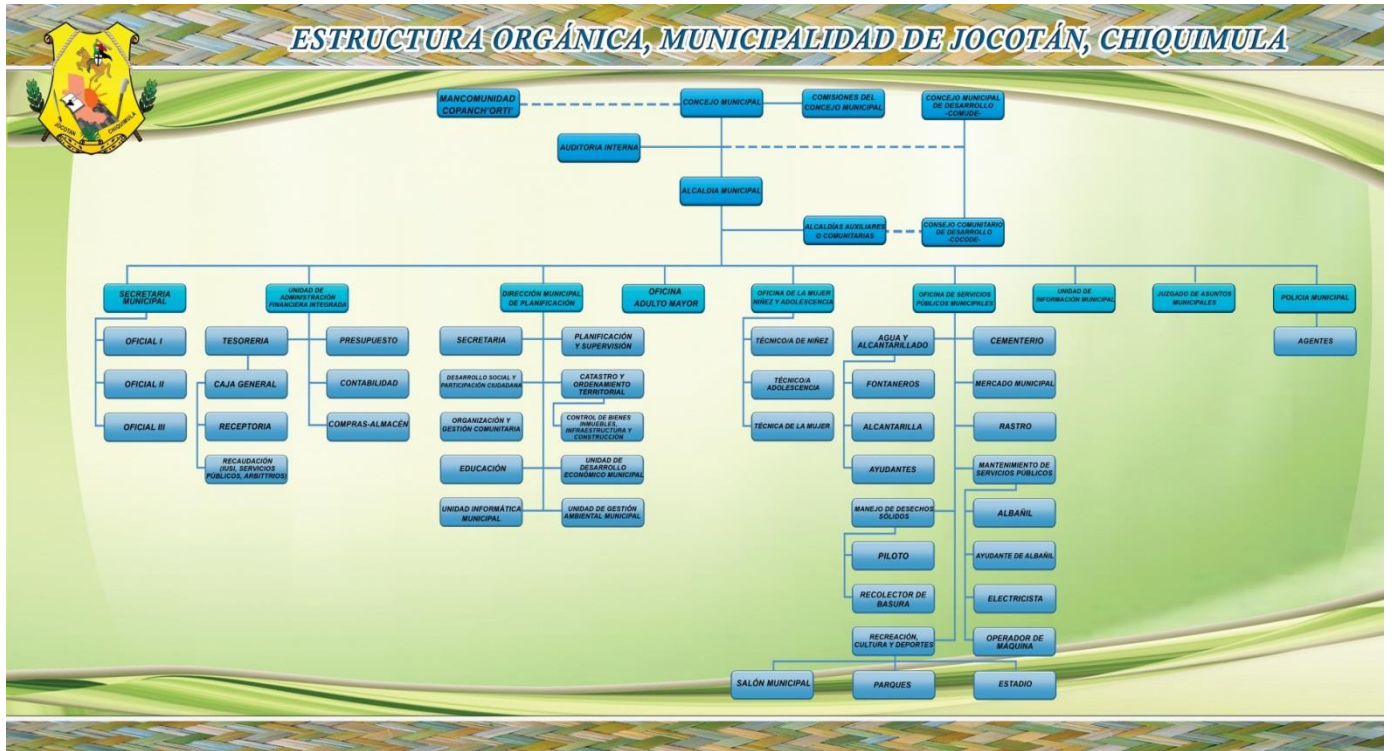 ESTRUCTURA ORGÁNICA, MUNICIPALIDAD DE JOCOTÁN, CHIQUIMULA
JOCOTAN
CHIQUIMULA
MANCOMUNIDAD
COPANCH'ORTI'
CONCEJO MUNICIPAL
COMISIONES DEL
CONCEJO MUNICIPAL
CONCEJO MUNICIPAL
DE DESARROLLO
-COMUDE-
AUDITORIA INTERNA
ALCALDIA MUNICIPAL
ALCALDÍAS AUXILIARES
O COMUNITARIAS
CONSEJO COMUNITARIO
DE DESARROLLO
-COCODE-
SECRETARIA
MUNICIPAL
UNIDAD DE
ADMINISTRACIÓN
FINANCIERA INTEGRADA
DIRECCIÓN MUNICIPAL
DE PLANIFICACIÓN
OFICINA
ADULTO MAYOR
OFICINA DE LA MUJER
NIÑEZ Y ADOLESCENCIA
OFICINA DE SERVICIOS
PÚBLICOS MUNICIPALES
UNIDAD DE
INFORMACIÓN MUNICIPAL
JUZGADO DE ASUNTOS
MUNICIPALES
POLICIA MUNICIPAL
OFICIAL I
OFICIAL II
OFICIAL III
TESORERIA
PRESUPUESTO
CAJA GENERAL
CONTABILIDAD
RECEPTORIA
COMPRAS-ALMACÉN
RECAUDACIÓN
(IUSI, SERVICIOS
PÚBLICOS, ARBITTRIOS)
SECRETARIA
PLANIFICACIÓN
Y SUPERVISIÓN
DESARROLLO SOCIAL Y
PARTICIPACIÓN CIUDADANA
CATASTRO Y
ORDENAMIENTO
TERRITORIAL
ORGANIZACIÓN Y
GESTIÓN COMUNITARIA
CONTROL DE BIENES
INMUEBLES,
INFRAESTRUCTURA Y
CONSTRUCCIÓN
EDUCACIÓN
UNIDAD DE
DESARROLLO
ECONÓMICO MUNICIPAL
UNIDAD INFORMÁTICA
MUNICIPAL
UNIDAD DE GESTIÓN
AMBIENTAL MUNICIPAL
TÉCNICO/A DE NIÑEZ
TÉCNICO/A
ADOLESCENCIA
TÉCNICA DE LA MUJER
AGUA Y
ALCANTARILLADO
CEMENTERIO
FONTANEROS
MERCADO MUNICIPAL
ALCANTARILLA
RASTRO
AYUDANTES
MANTENIMIENTO DE
SERVICIOS PÚBLICOS
MANEJO DE DESECHOS
SÓLIDOS
ALBAÑIL
PILOTO
AYUDANTE DE ALBAÑIL
RECOLECTOR DE
BASURA
ELECTRICISTA
RECREACIÓN,
CULTURA Y DEPORTES
OPERADOR DE
MAQUINA
SALÓN MUNICIPAL
PARQUES
ESTADIO
AGENTES